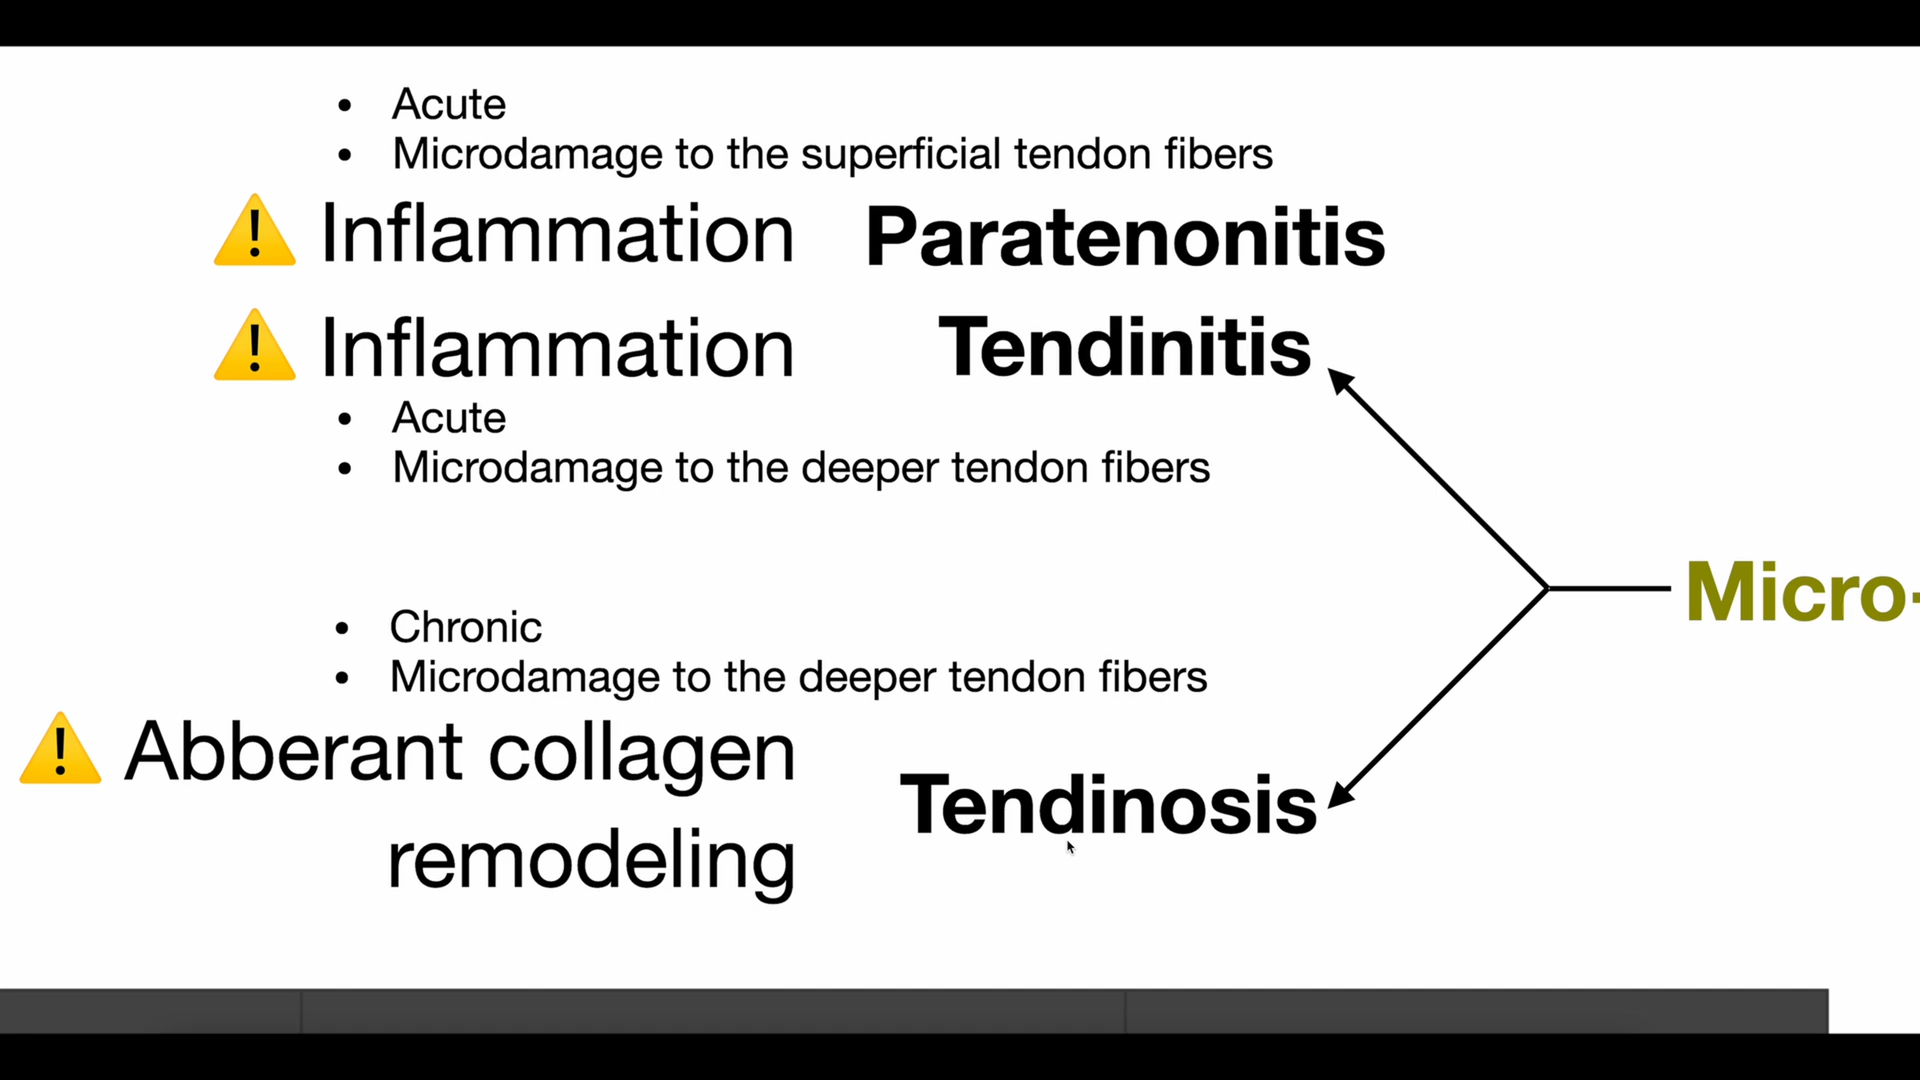 • Acute
• Microdamage to the superficial tendon fibers
⚠️ Inflammation Paratenonitis
⚠️ Inflammation Tendinitis
• Acute
• Microdamage to the deeper tendon fibers
Micro-
• Chronic
• Microdamage to the deeper tendon fibers
⚠️ Abberant collagen
remodeling
Tendinosis